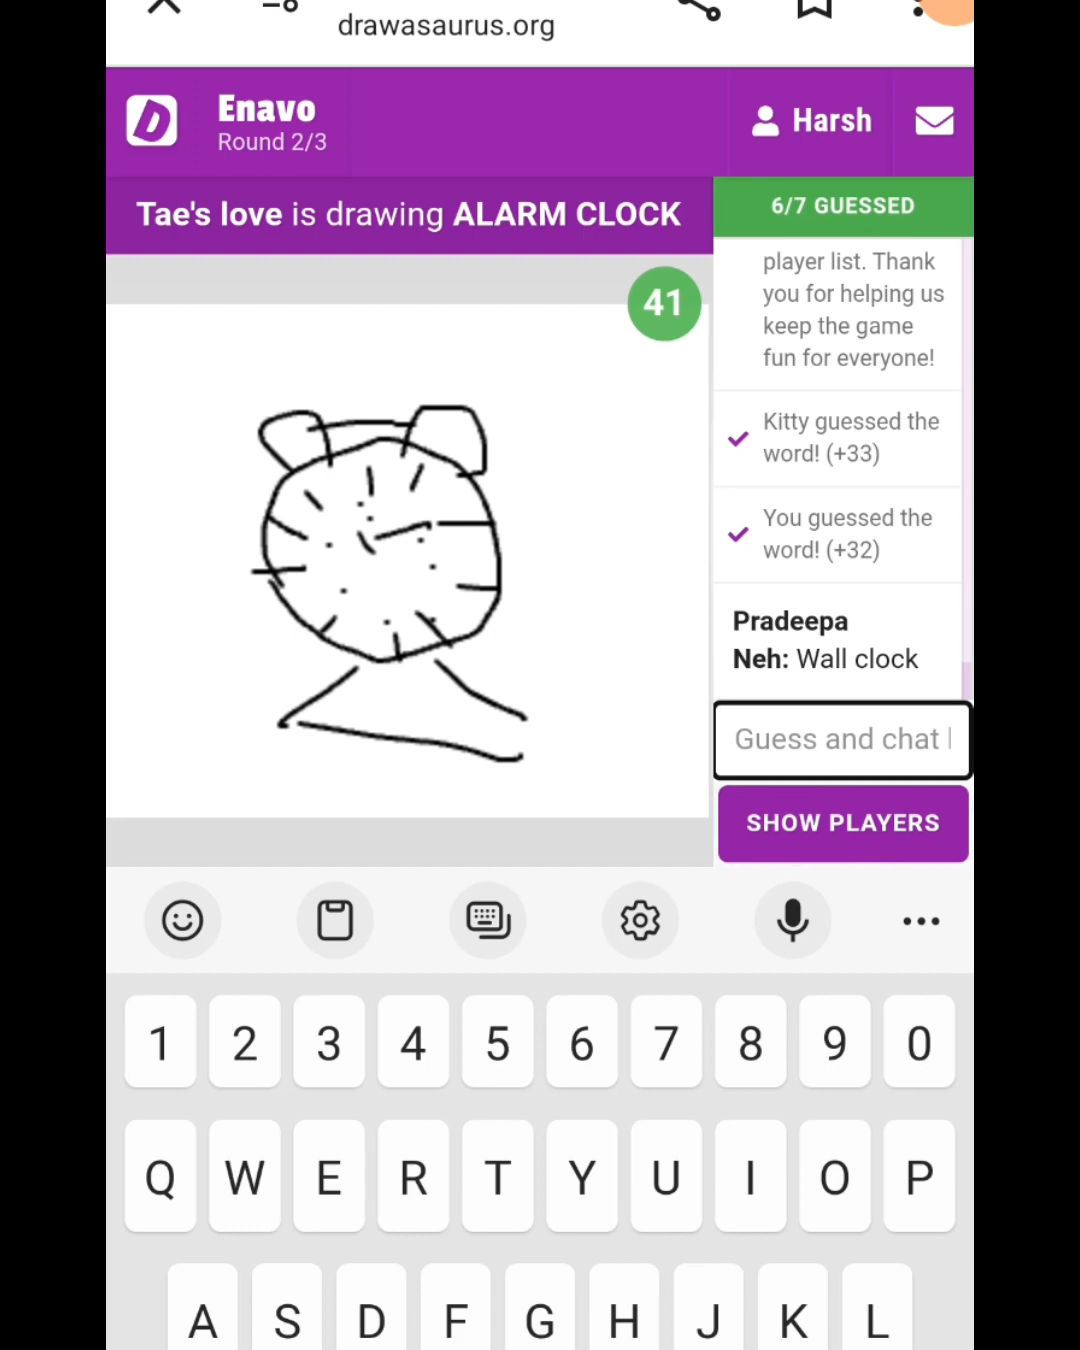 drawasaurus.org
D
Enavo
Round 2/3
Harsh
Tae's love is drawing ALARM CLOCK
6/7 GUESSED
41
player list. Thank
you for helping us
keep the game
fun for everyone!
Kitty guessed the
word! (+33)
You guessed the
word! (+32)
Pradeepa
Neh: Wall clock
Guess and chat
SHOW PLAYERS
1 2 3 4 5 6 7 8 9 0
Q W E R T Y U I O P
A S D F G H J K L